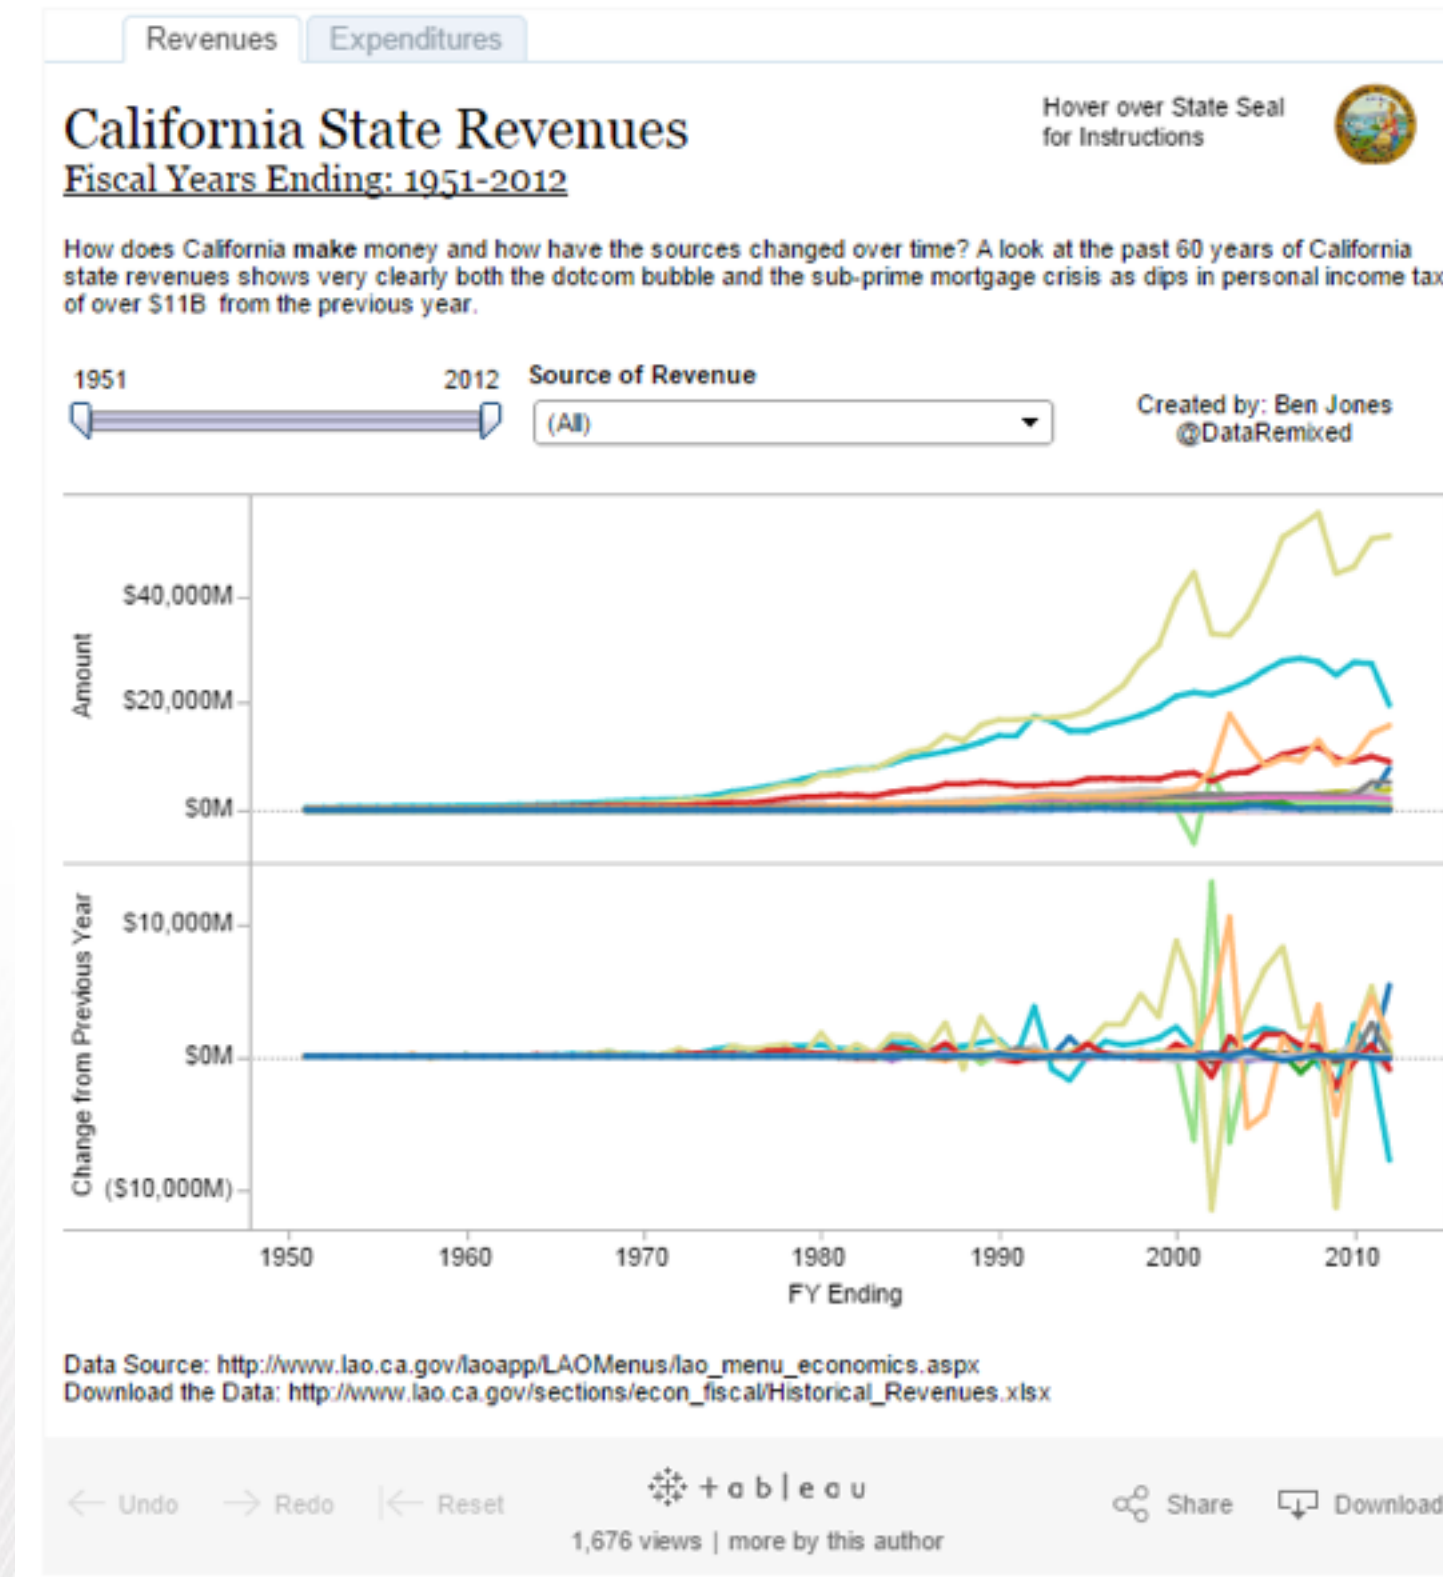 Revenues Expenditures
California State Revenues
Fiscal Years Ending: 1951-2012
Hover over State Seal
for Instructions
How does California make money and how have the sources changed over time? A look at the past 60 years of California
state revenues shows very clearly both the dotcom bubble and the sub-prime mortgage crisis as dips in personal income tax
of over $11B from the previous year.
1951 2012
Source of Revenue
(All)
Created by: Ben Jones
@DataRemixed
Amount
$40,000M
$20,000M
$0M
Change from Previous Year
$10,000M
$0M
($10,000M)
1950 1960 1970 1980 1990 2000 2010
FY Ending
Data Source: http://www.lao.ca.gov/laoapp/LAOMenus/lao_menu_economics.aspx
Download the Data: http://www.lao.ca.gov/sections/econ_fiscal/Historical_Revenues.xlsx
Undo Redo Reset
+ableau
Share Download
1,676 views | more by this author